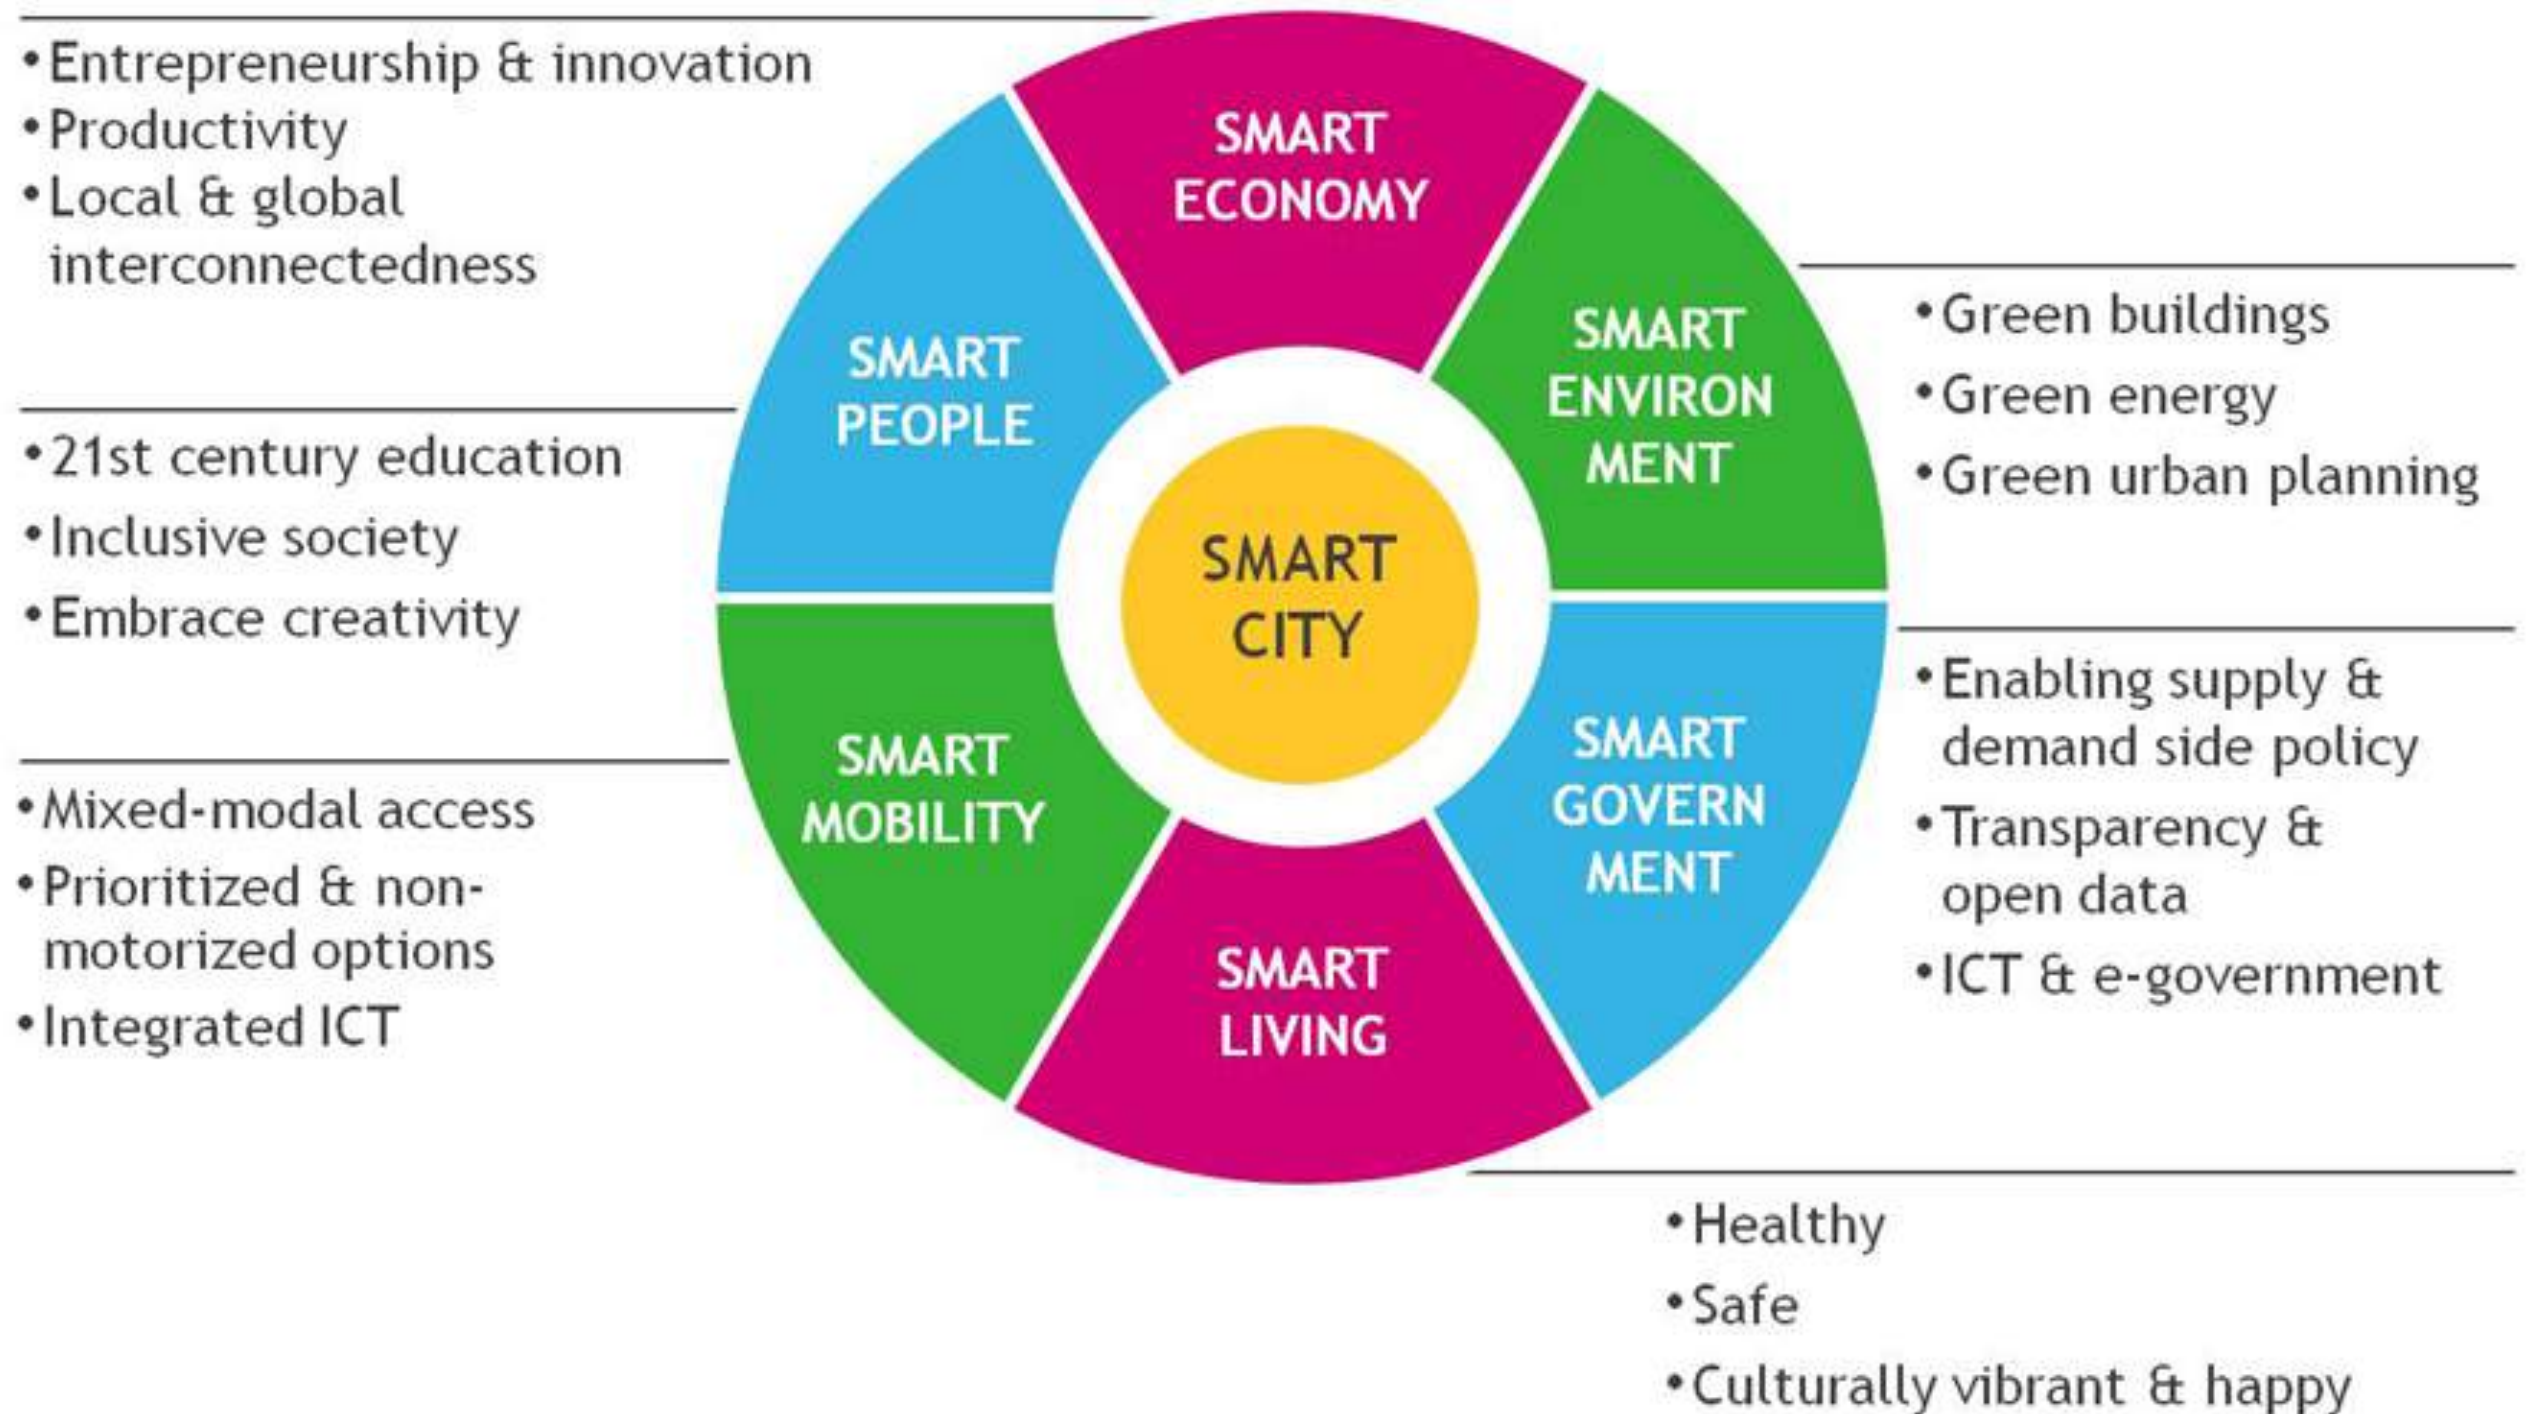 • Entrepreneurship & innovation
• Productivity
• Local & global
interconnectedness
• 21st century education
• Inclusive society
• Embrace creativity
• Mixed-modal access
• Prioritized & non-
motorized options
• Integrated ICT
SMART
ECONOMY
SMART
PEOPLE
SMART
ENVIRON
MENT
SMART
CITY
SMART
MOBILITY
SMART
GOVERN
MENT
SMART
LIVING
• Green buildings
• Green energy
• Green urban planning
• Enabling supply &
demand side policy
• Transparency &
open data
• ICT & e-government
• Healthy
• Safe
• Culturally vibrant & happy